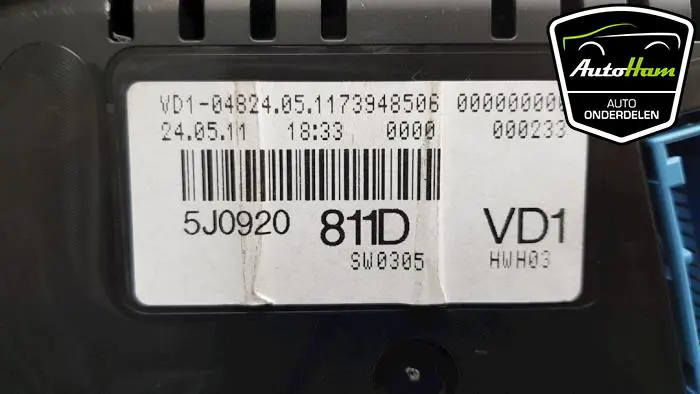 VD1-04824.05.1173948506 000000000
24.05.11 18:33 0000 000233
5J0920 811D VD1
SW0305 HWH03
AutoHam
AUTO
ONDERDELEN